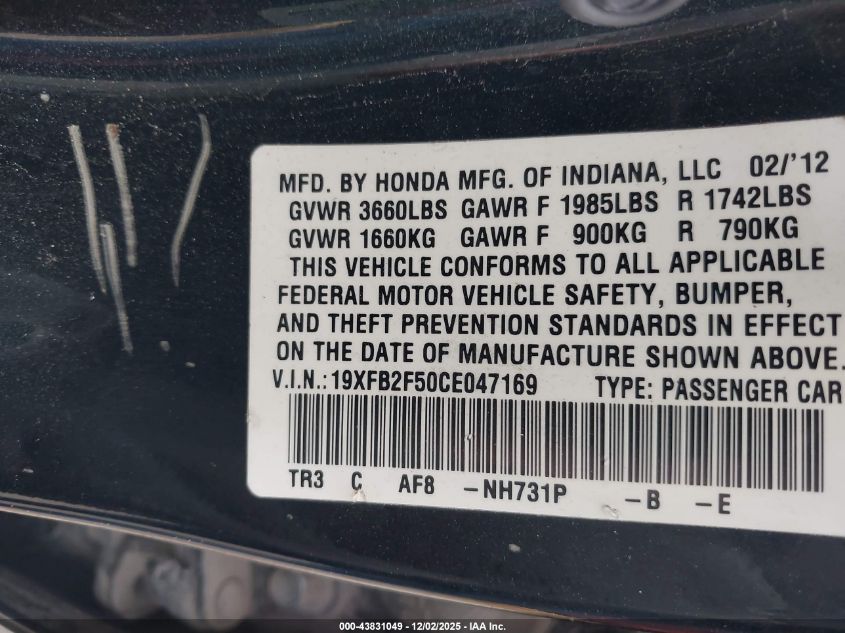 MFD. BY HONDA MFG. OF INDIANA, LLC 02/'12
GVWR 3660LBS GAWR F 1985LBS R 1742LBS
GVWR 1660KG GAWR F 900KG R 790KG
THIS VEHICLE CONFORMS TO ALL APPLICABLE
FEDERAL MOTOR VEHICLE SAFETY, BUMPER,
AND THEFT PREVENTION STANDARDS IN EFFECT
ON THE DATE OF MANUFACTURE SHOWN ABOVE.
V.I.N.:19XFB2F50CE047169 TYPE: PASSENGER CAR
TR3 C AF8 -NH731P -B -E
000-43831049 - 12/02/2025 - IAA Inc.